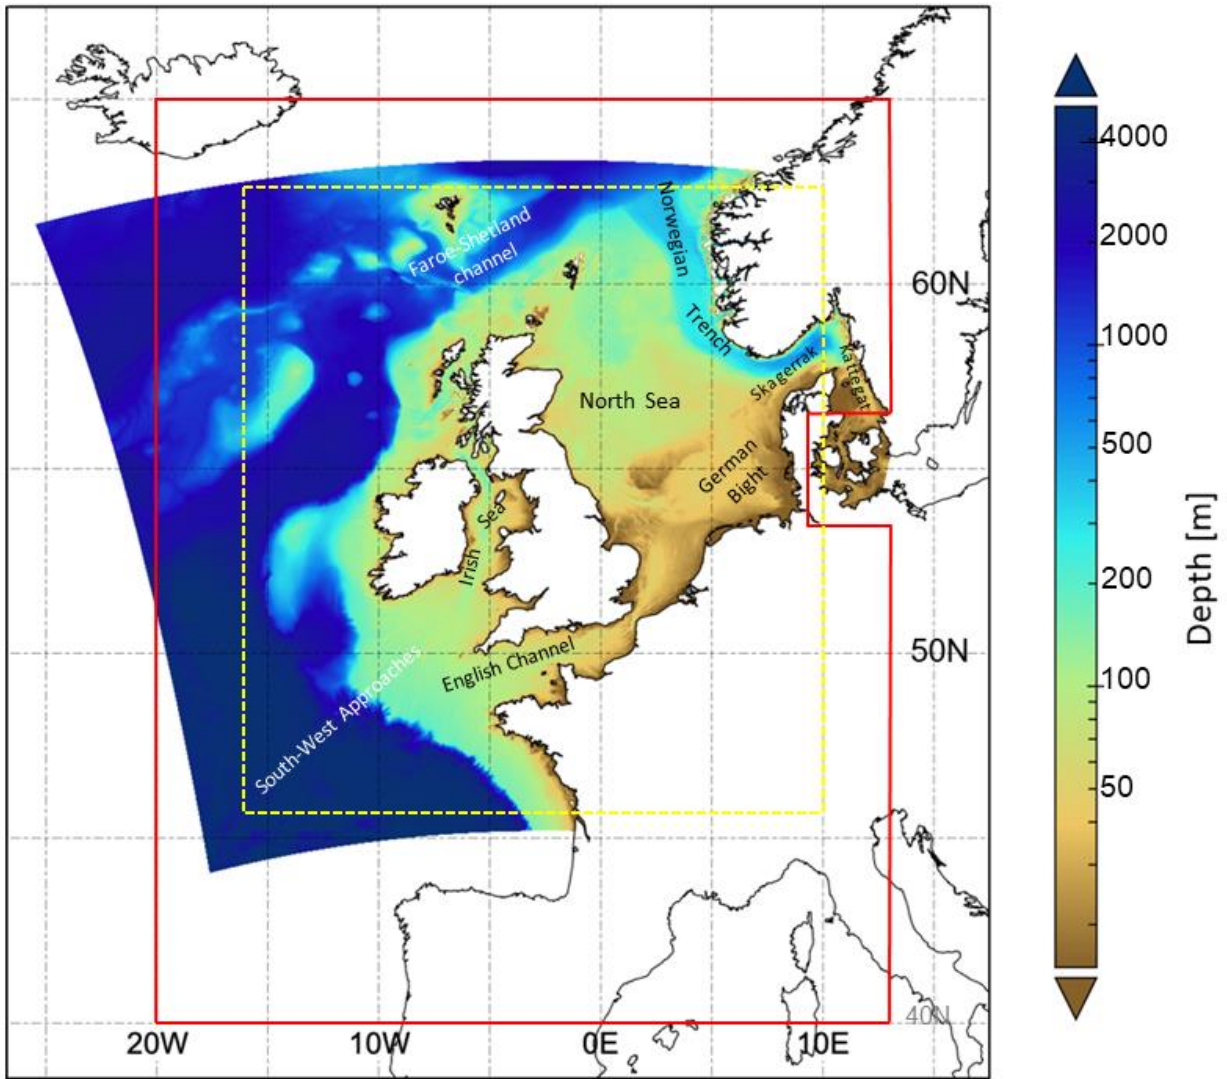 4000
2000
1000
500
200
100
50
Depth [m]
60N
50N
40N
20W
10W
0E
10E
Norwegian
Trench
Faroe-Shetland
channel
Skagerrak
Kattegat
North Sea
German
Bight
Irish
Sea
English Channel
South-West Approaches